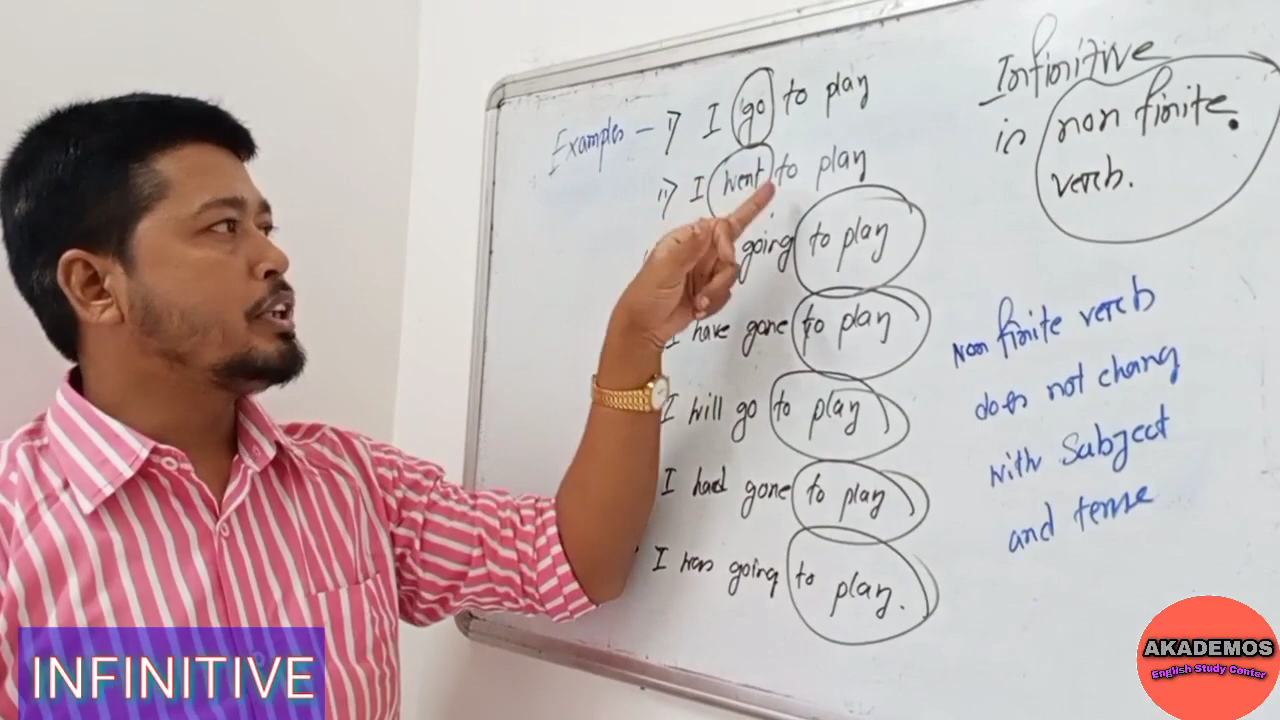 Examples - i) I go to play
ii) I went to play
going to play
I have gone to play
I will go to play
I had gone to play
I was going to play.
Infinitive
is non finite
verb.
Non finite verb
does not chang
with subject
and tense
INFINITIVE
AKADEMOS
English Study Center